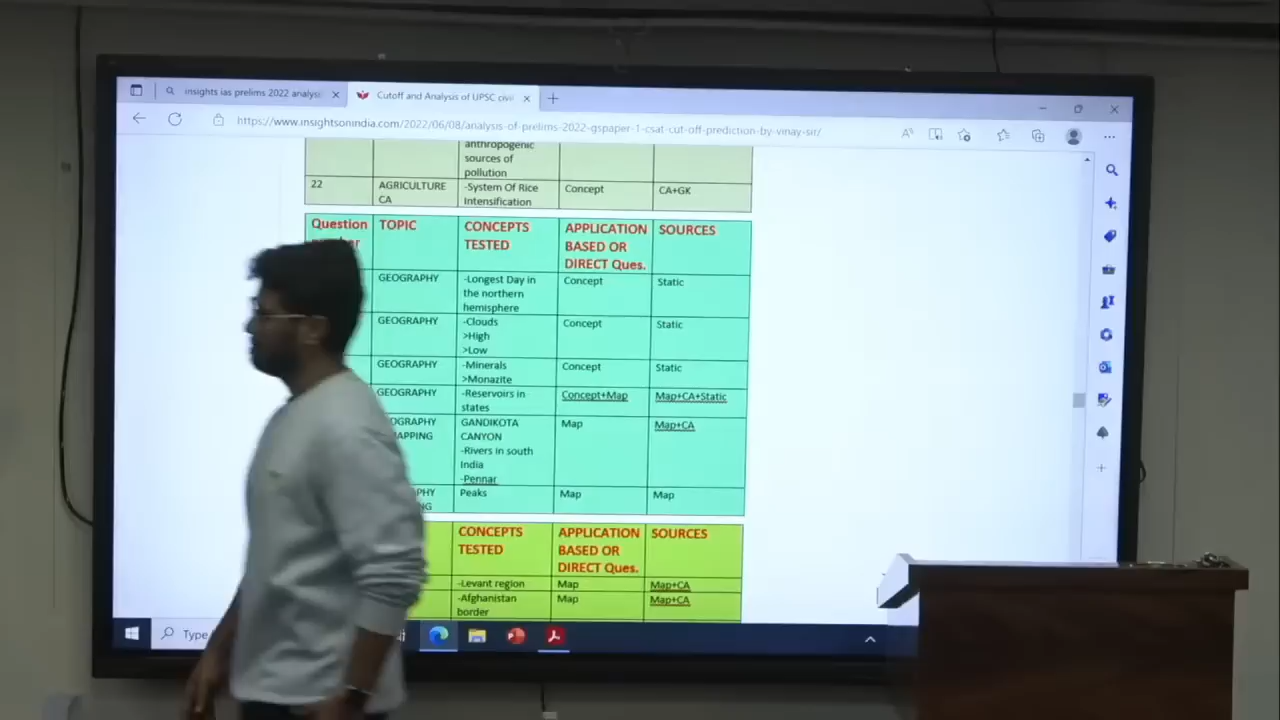 insights ias prelims 2022 analysis
Cutoff and Analysis of UPSC civi
https://www.insightsonindia.com/2022/06/08/analysis-of-prelims-2022-gspaper-1-csat-cut-off-prediction-by-vinay-sir/
anthropogenic
sources of
pollution
22 AGRICULTURE -System Of Rice Concept CA+GK
CA Intensification
Question TOPIC CONCEPTS APPLICATION SOURCES
TESTED BASED OR
DIRECT Ques.
GEOGRAPHY -Longest Day in Concept Static
the northern
hemisphere
GEOGRAPHY -Clouds Concept Static
>High
>Low
GEOGRAPHY -Minerals Concept Static
>Monazite
GEOGRAPHY -Reservoirs in Concept+Map Map+CA+Static
states
OGRAPHY GANDIKOTA Map Map+CA
APPING CANYON
-Rivers in south
India
-Pennar
PHY Peaks Map Map
NG
CONCEPTS APPLICATION SOURCES
TESTED BASED OR
DIRECT Ques.
-Levant region Map Map+CA
-Afghanistan Map Map+CA
border
Type